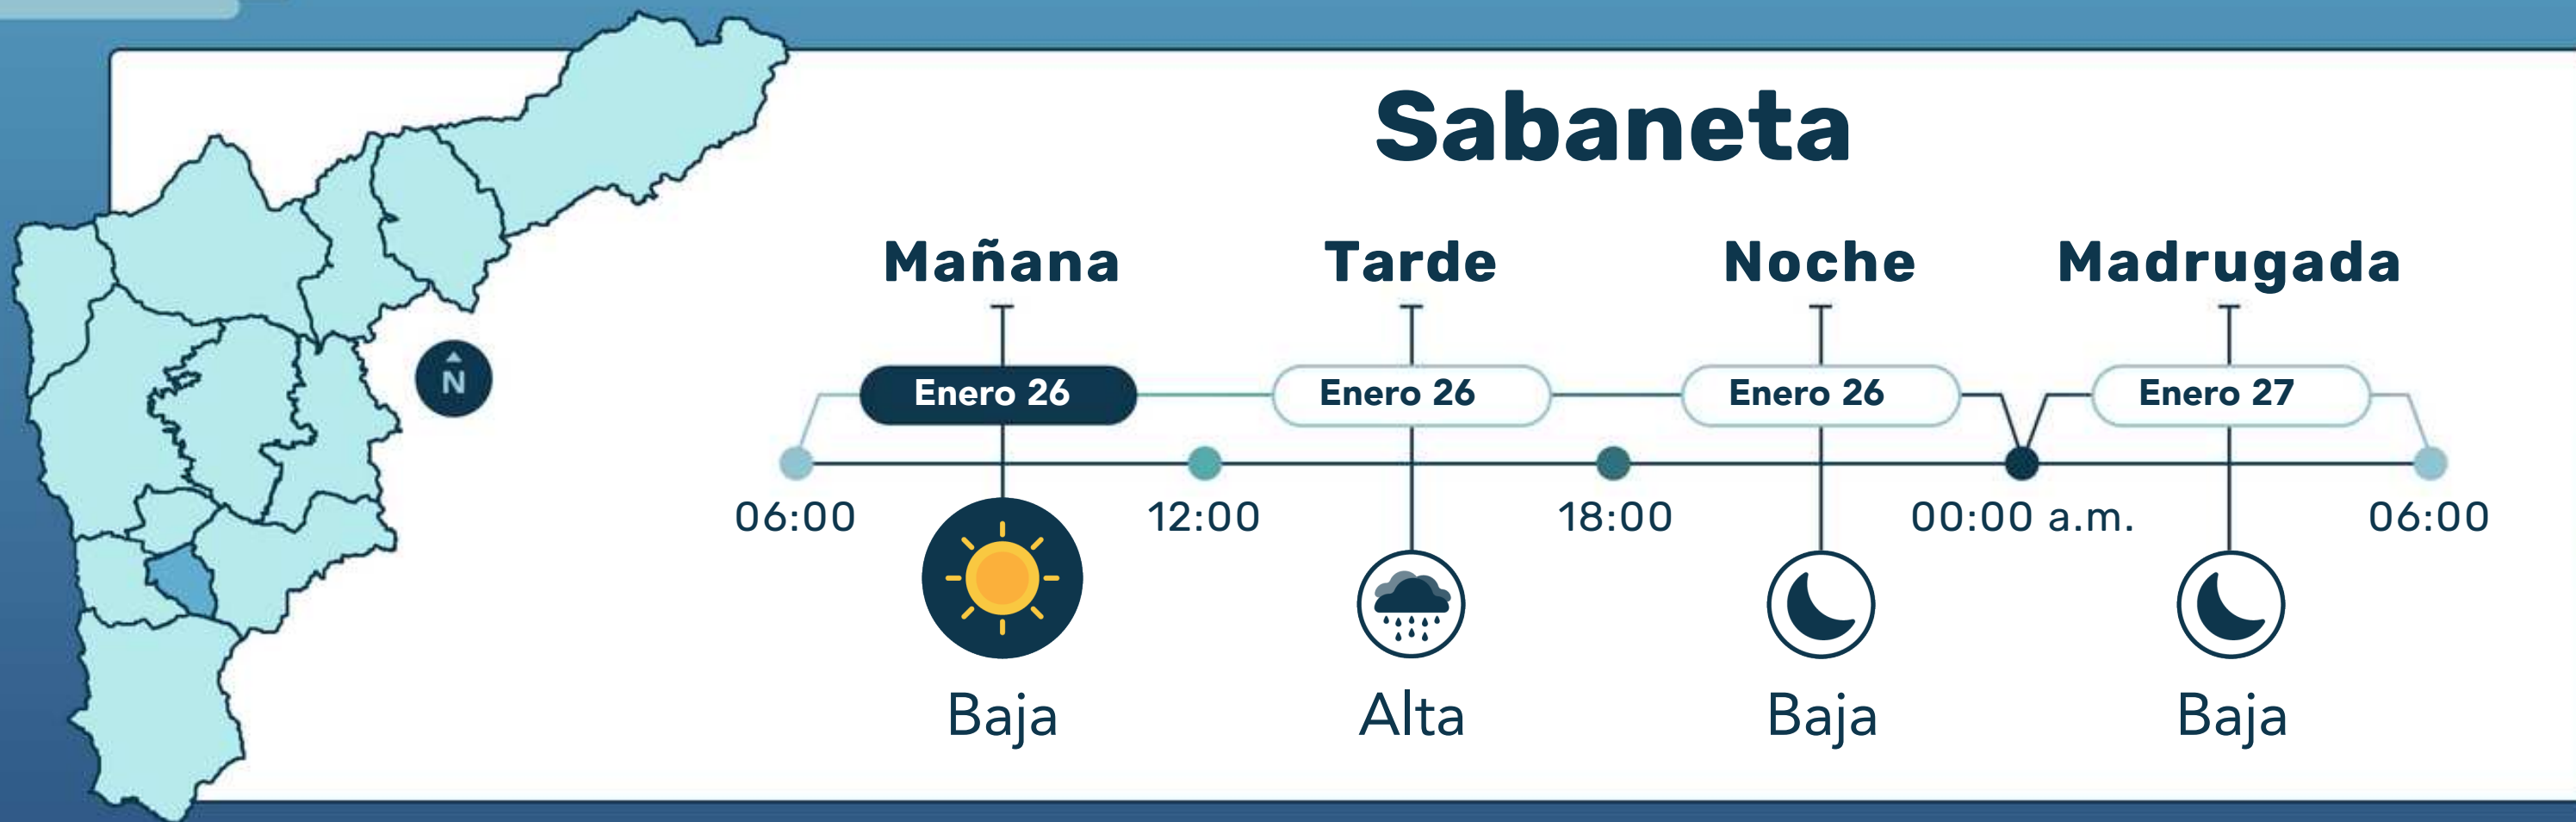 Sabaneta
Mañana Tarde Noche Madrugada
N
Enero 26 Enero 26 Enero 26 Enero 27
06:00 12:00 18:00 00:00 a.m. 06:00
Baja Alta Baja Baja